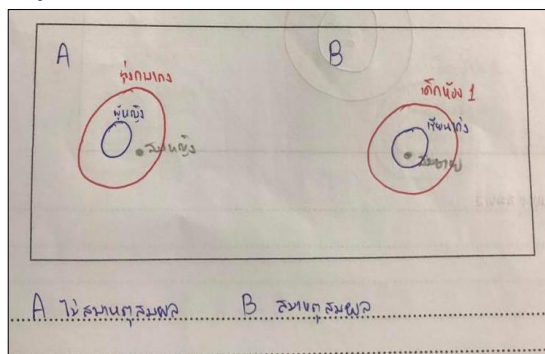 A
B
นุ่งกางเกง
เด็กห้อง 1
ผู้หญิง
เรียนเก่ง
สมหญิง
สมชาย
A ไม่สมเหตุสมผล B สมเหตุสมผล